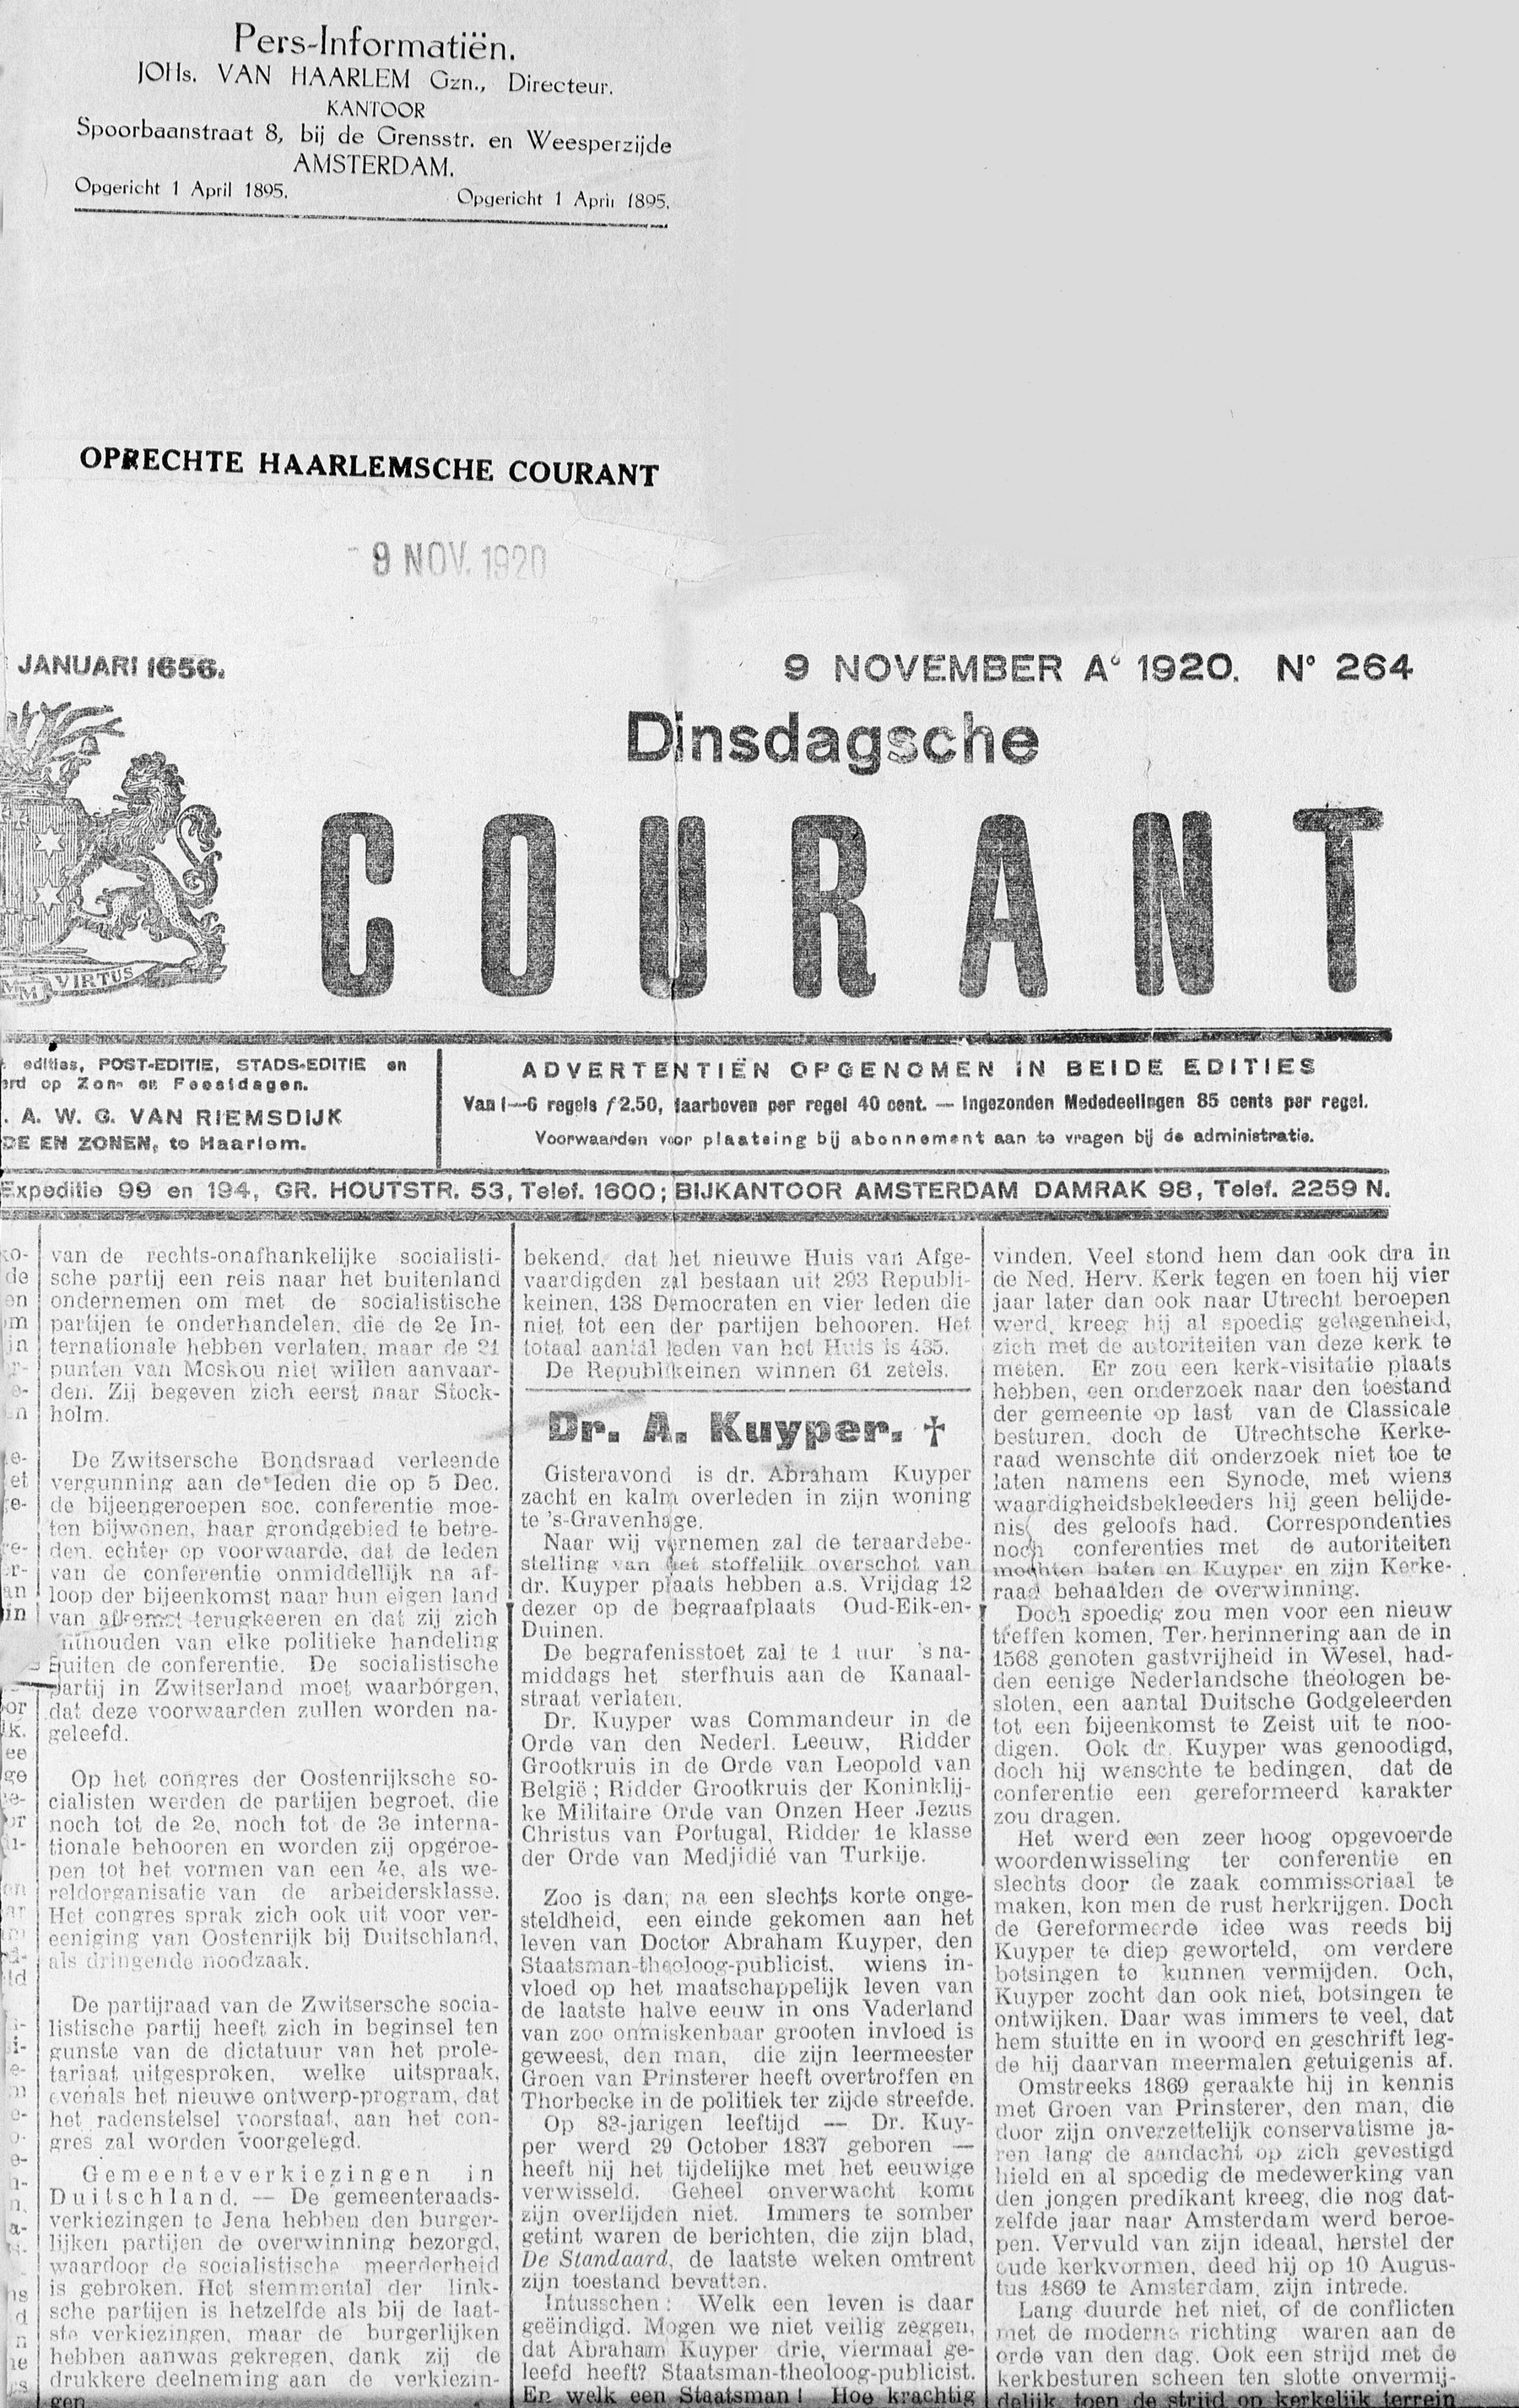 Pers-Informatiën.
JOHs. VAN HAARLEM Gzn., Directeur.
KANTOOR
Spoorbaanstraat 8, bij de Grensstr. en Weesperzijde
AMSTERDAM.
Opgericht 1 April 1895. Opgericht 1 April 1895.
OPRECHTE HAARLEMSCHE COURANT
9 NOV. 1920
JANUARI 1656.
9 NOVEMBER A° 1920. N° 264
Dinsdagsche
COURANT
VIRTUS
edities, POST-EDITIE, STADS-EDITIE en
erd op Zon- en Feestdagen.
. A. W. G. VAN RIEMSDIJK
DE EN ZONEN, te Haarlem.
ADVERTENTIËN OPGENOMEN IN BEIDE EDITIES
Van 1—6 regels f 2.50, daarboven per regel 40 cent. — Ingezonden Mededeelingen 85 cents per regel.
Voorwaarden voor plaatsing bij abonnement aan te vragen bij de administratie.
Expeditie 99 en 194, GR. HOUTSTR. 53, Telef. 1600; BIJKANTOOR AMSTERDAM DAMRAK 98, Telef. 2259 N.
van de rechts-onafhankelijke socialisti-
sche partij een reis naar het buitenland
ondernemen om met de socialistische
partijen te onderhandelen, die de 2e In-
ternationale hebben verlaten, maar de 21
punten van Moskou niet willen aanvaar-
den. Zij begeven zich eerst naar Stock-
holm.
De Zwitsersche Bondsraad verleende
vergunning aan de leden die op 5 Dec.
de bijeengeroepen soc. conferentie moe-
ten bijwonen, haar grondgebied te betre-
den, echter op voorwaarde, dat de leden
van de conferentie onmiddellijk na af-
loop der bijeenkomst naar hun eigen land
van afkomst terugkeeren en dat zij zich
onthouden van elke politieke handeling
buiten de conferentie. De socialistische
partij in Zwitserland moet waarborgen,
dat deze voorwaarden zullen worden na-
geleefd.
Op het congres der Oostenrijksche so-
cialisten werden de partijen begroet, die
noch tot de 2e, noch tot de 3e interna-
tionale behooren en worden zij opgeroe-
pen tot het vormen van een 4e, als we-
reldorganisatie van de arbeidersklasse.
Het congres sprak zich ook uit voor ver-
eeniging van Oostenrijk bij Duitschland,
als dringende noodzaak.
De partijraad van de Zwitsersche socia-
listische partij heeft zich in beginsel ten
gunste van de dictatuur van het prole-
tariaat uitgesproken, welke uitspraak,
evenals het nieuwe ontwerp-program, dat
het radenstelsel voorstaat, aan het con-
gres zal worden voorgelegd.
Gemeenteverkiezingen in
Duitschland. — De gemeenteraads-
verkiezingen te Jena hebben den burger-
lijken partijen de overwinning bezorgd,
waardoor de socialistische meerderheid
is gebroken. Het stemmental der link-
sche partijen is hetzelfde als bij de laat-
ste verkiezingen, maar de burgerlijken
hebben aanwas gekregen, dank zij de
drukkere deelneming aan de verkiezin-
gen.
bekend, dat het nieuwe Huis van Afge-
vaardigden zal bestaan uit 293 Republi-
keinen, 138 Democraten en vier leden die
niet tot een der partijen behooren. Het
totaal aantal leden van het Huis is 435.
De Republikeinen winnen 61 zetels.
Dr. A. Kuyper. †
Gisteravond is dr. Abraham Kuyper
zacht en kalm overleden in zijn woning
te 's-Gravenhage.
Naar wij vernemen zal de teraardebe-
stelling van het stoffelijk overschot van
dr. Kuyper plaats hebben a.s. Vrijdag 12
dezer op de begraafplaats Oud-Eik-en-
Duinen.
De begrafenisstoet zal te 1 uur 's na-
middags het sterfhuis aan de Kanaal-
straat verlaten.
Dr. Kuyper was Commandeur in de
Orde van den Nederl. Leeuw, Ridder
Grootkruis in de Orde van Leopold van
België; Ridder Grootkruis der Koninklij-
ke Militaire Orde van Onzen Heer Jezus
Christus van Portugal, Ridder 1e klasse
der Orde van Medjidié van Turkije.
Zoo is dan, na een slechts korte onge-
steldheid, een einde gekomen aan het
leven van Doctor Abraham Kuyper, den
Staatsman-theoloog-publicist, wiens in-
vloed op het maatschappelijk leven van
de laatste halve eeuw in ons Vaderland
van zoo onmiskenbaar grooten invloed is
geweest, den man, die zijn leermeester
Groen van Prinsterer heeft overtroffen en
Thorbecke in de politiek ter zijde streefde.
Op 83-jarigen leeftijd — Dr. Kuy-
per werd 29 October 1837 geboren —
heeft hij het tijdelijke met het eeuwige
verwisseld. Geheel onverwacht komt
zijn overlijden niet. Immers te somber
getint waren de berichten, die zijn blad,
De Standaard, de laatste weken omtrent
zijn toestand bevatten.
Intusschen: Welk een leven is daar
geëindigd. Mogen we niet veilig zeggen,
dat Abraham Kuyper drie, viermaal ge-
leefd heeft? Staatsman-theoloog-publicist.
En welk een Staatsman! Hoe krachtig
vinden. Veel stond hem dan ook dra in
de Ned. Herv. Kerk tegen en toen hij vier
jaar later dan ook naar Utrecht beroepen
werd, kreeg hij al spoedig gelegenheid,
zich met de autoriteiten van deze kerk te
meten. Er zou een kerk-visitatie plaats
hebben, een onderzoek naar den toestand
der gemeente op last van de Classicale
besturen, doch de Utrechtsche Kerke-
raad wenschte dit onderzoek niet toe te
laten namens een Synode, met wiens
waardigheidsbekleeders hij geen belijde-
nis des geloofs had. Correspondenties
noch conferenties met de autoriteiten
mochten baten en Kuyper en zijn Kerke-
raad behaalden de overwinning.
Doch spoedig zou men voor een nieuw
treffen komen. Ter herinnering aan de in
1568 genoten gastvrijheid in Wesel, had-
den eenige Nederlandsche theologen be-
sloten, een aantal Duitsche Godgeleerden
tot een bijeenkomst te Zeist uit te noo-
digen. Ook dr. Kuyper was genoodigd,
doch hij wenschte te bedingen, dat de
conferentie een gereformeerd karakter
zou dragen.
Het werd een zeer hoog opgevoerde
woordenwisseling ter conferentie en
slechts door de zaak commissoriaal te
maken, kon men de rust herkrijgen. Doch
de Gereformeerde idee was reeds bij
Kuyper te diep geworteld, om verdere
botsingen te kunnen vermijden. Och,
Kuyper zocht dan ook niet, botsingen te
ontwijken. Daar was immers te veel, dat
hem stuitte en in woord en geschrift leg-
de hij daarvan meermalen getuigenis af.
Omstreeks 1869 geraakte hij in kennis
met Groen van Prinsterer, den man, die
door zijn onverzettelijk conservatisme ja-
ren lang de aandacht op zich gevestigd
hield en al spoedig de medewerking van
den jongen predikant kreeg, die nog dat-
zelfde jaar naar Amsterdam werd beroe-
pen. Vervuld van zijn ideaal, herstel der
oude kerkvormen, deed hij op 10 Augus-
tus 1869 te Amsterdam, zijn intrede.
Lang duurde het niet, of de conflicten
met de moderne richting waren aan de
orde van den dag. Ook een strijd met de
kerkbesturen scheen ten slotte onvermij-
delijk toen de strijd op kerkelijk terrein